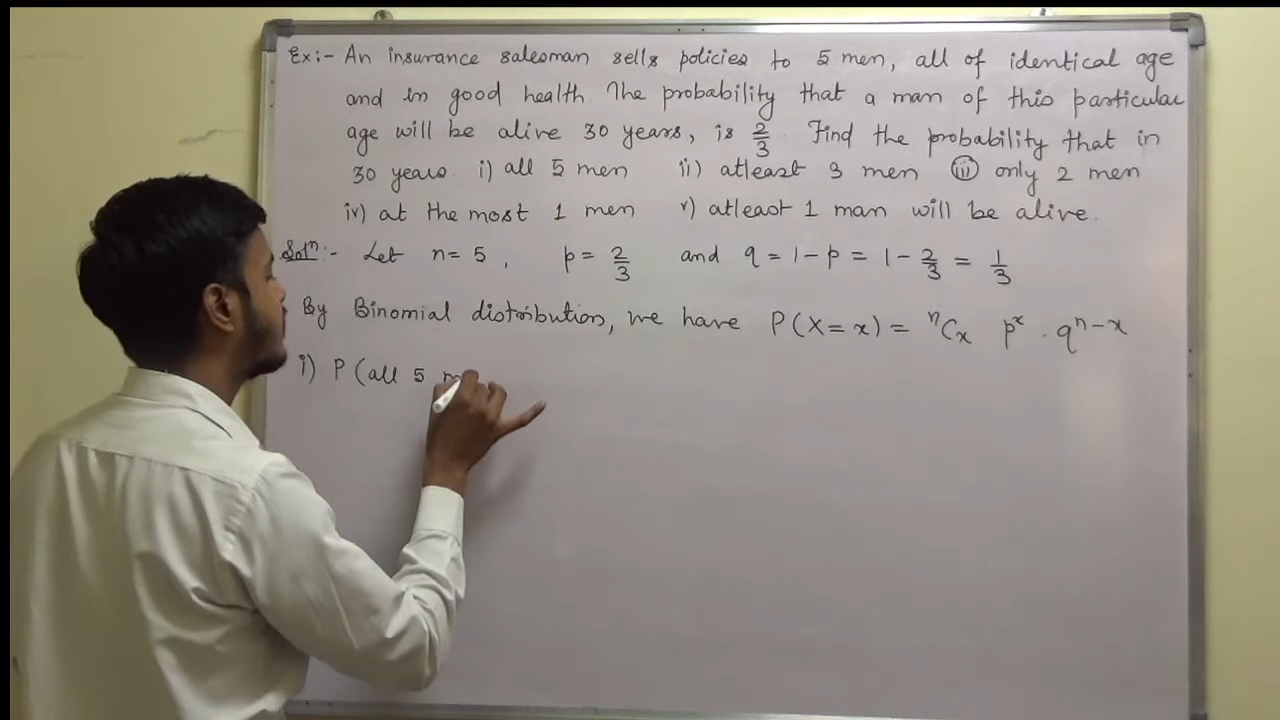 Ex:- An insurance salesman sells policies to 5 men, all of identical age
and in good health. The probability that a man of this particular
age will be alive 30 years, is 2/3. Find the probability that in
30 years. i) all 5 men ii) atleast 3 men (iii) only 2 men
iv) at the most 1 men v) atleast 1 man will be alive.
Solⁿ:- Let n=5, p=2/3 and q=1-p=1-2/3=1/3
By Binomial distribution, we have P(X=x)= ⁿCₓ pˣ . qⁿ⁻ˣ
i) P(all 5 m